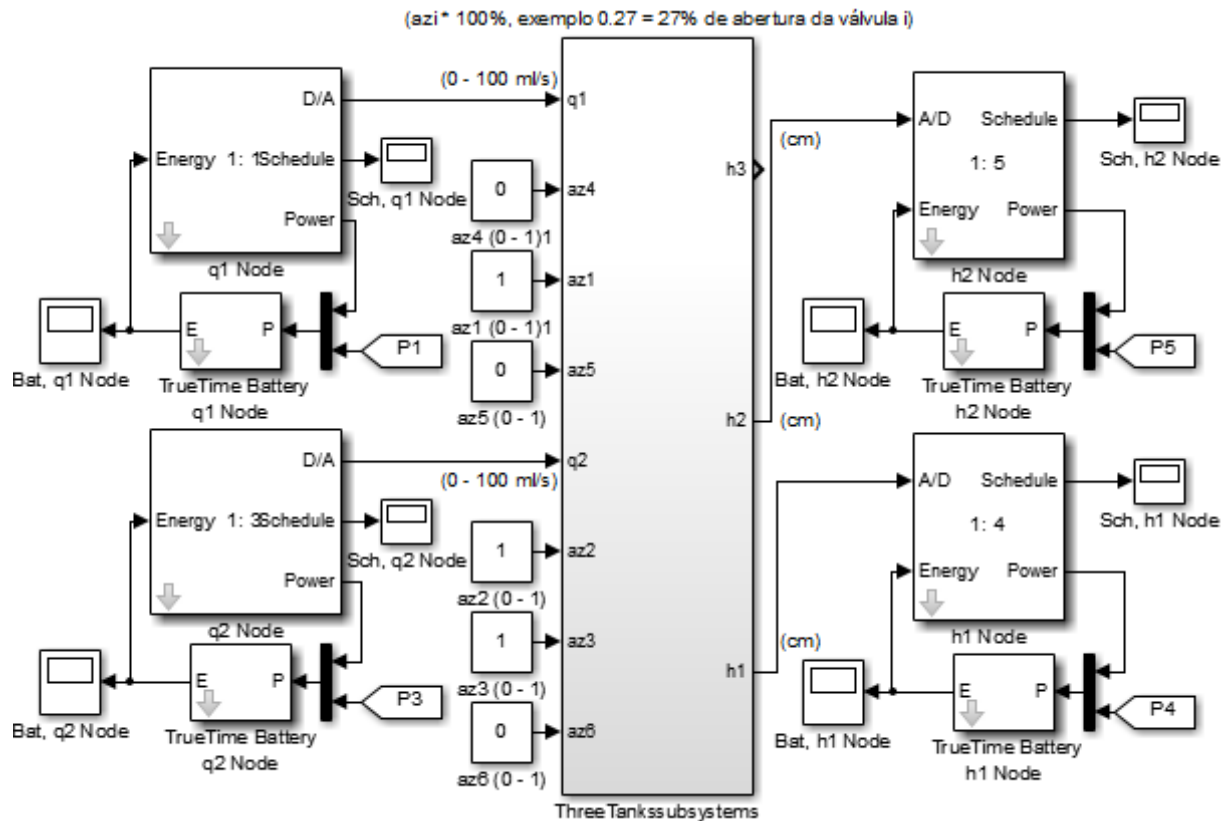 (azi * 100%, exemplo 0.27 = 27% de abertura da válvula i)
D/A
Energy 1: 1 Schedule
Power
q1 Node
Sch, q1 Node
Bat, q1 Node
E P
TrueTime Battery
q1 Node
P1
(0 - 100 ml/s)
0
az4 (0 - 1)1
1
az1 (0 - 1)1
0
az5 (0 - 1)
D/A
Energy 1: 3 Schedule
Power
q2 Node
Sch, q2 Node
Bat, q2 Node
E P
TrueTime Battery
q2 Node
P3
(0 - 100 ml/s)
1
az2 (0 - 1)
1
az3 (0 - 1)
0
az6 (0 - 1)
q1
az4
az1
az5
q2
az2
az3
az6
h3
h2
h1
ThreeTankssubsystems
(cm)
(cm)
(cm)
A/D Schedule
1: 5
Energy Power
h2 Node
Sch, h2 Node
Bat, h2 Node
E P
TrueTime Battery
h2 Node
P5
A/D Schedule
1: 4
Energy Power
h1 Node
Sch, h1 Node
Bat, h1 Node
E P
TrueTime Battery
h1 Node
P4